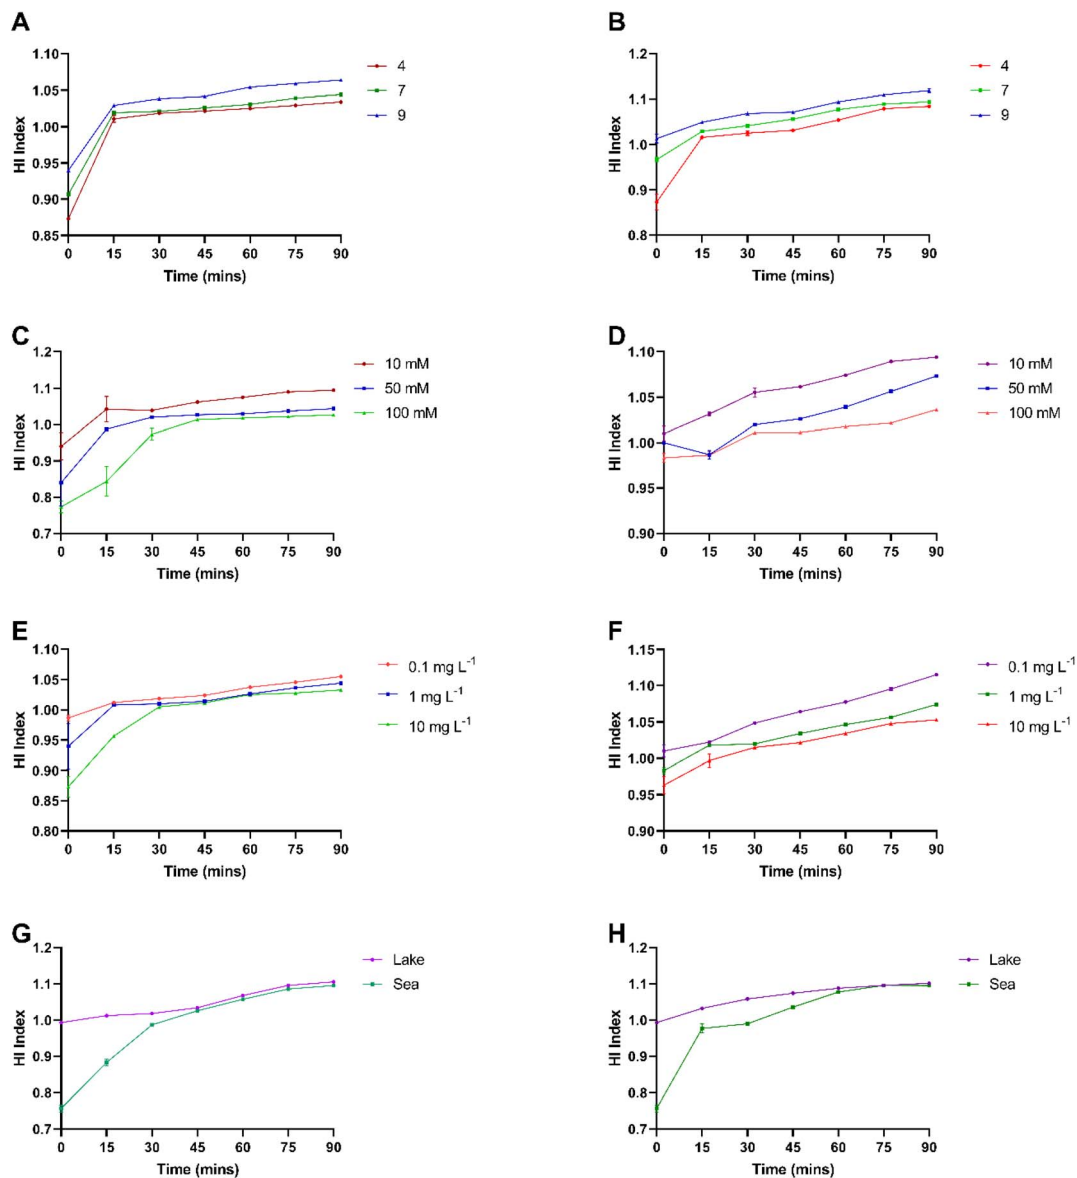 A
HI Index
1.10
1.05
1.00
0.95
0.90
0.85
0 15 30 45 60 75 90
Time (mins)
4
7
9
B
HI Index
1.2
1.1
1.0
0.9
0.8
0 15 30 45 60 75 90
Time (mins)
4
7
9
C
HI Index
1.2
1.1
1.0
0.9
0.8
0.7
0 15 30 45 60 75 90
Time (mins)
10 mM
50 mM
100 mM
D
HI Index
1.10
1.05
1.00
0.95
0.90
0 15 30 45 60 75 90
Time (mins)
10 mM
50 mM
100 mM
E
HI Index
1.10
1.05
1.00
0.95
0.90
0.85
0.80
0 15 30 45 60 75 90
Time (mins)
0.1 mg L⁻¹
1 mg L⁻¹
10 mg L⁻¹
F
HI Index
1.15
1.10
1.05
1.00
0.95
0.90
0 15 30 45 60 75 90
Time (mins)
0.1 mg L⁻¹
1 mg L⁻¹
10 mg L⁻¹
G
HI Index
1.2
1.1
1.0
0.9
0.8
0.7
0 15 30 45 60 75 90
Time (mins)
Lake
Sea
H
HI Index
1.2
1.1
1.0
0.9
0.8
0.7
0 15 30 45 60 75 90
Time (mins)
Lake
Sea